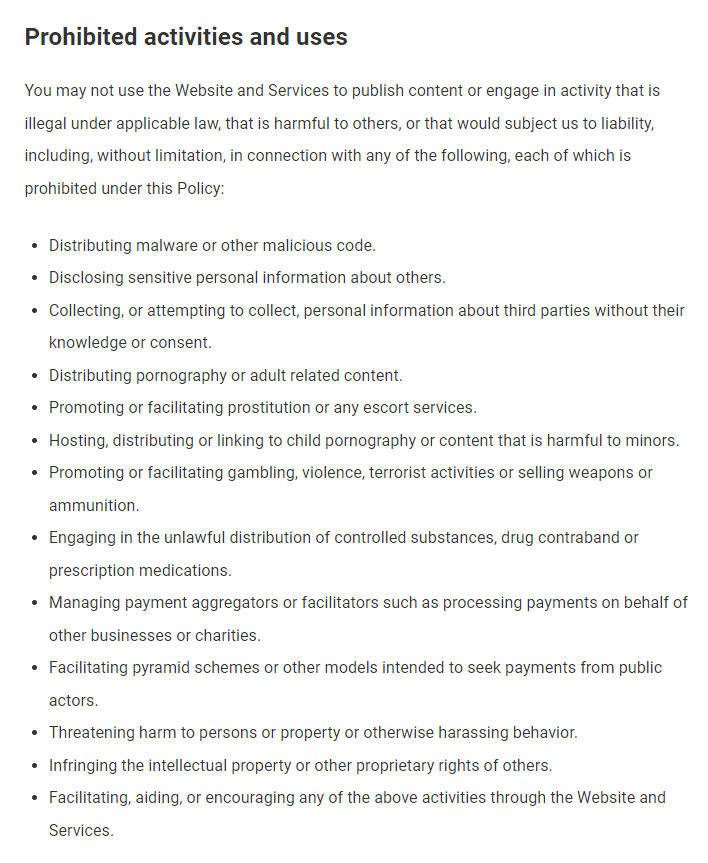 Prohibited activities and uses
You may not use the Website and Services to publish content or engage in activity that is
illegal under applicable law, that is harmful to others, or that would subject us to liability,
including, without limitation, in connection with any of the following, each of which is
prohibited under this Policy:
• Distributing malware or other malicious code.
• Disclosing sensitive personal information about others.
• Collecting, or attempting to collect, personal information about third parties without their
knowledge or consent.
• Distributing pornography or adult related content.
• Promoting or facilitating prostitution or any escort services.
• Hosting, distributing or linking to child pornography or content that is harmful to minors.
• Promoting or facilitating gambling, violence, terrorist activities or selling weapons or
ammunition.
• Engaging in the unlawful distribution of controlled substances, drug contraband or
prescription medications.
• Managing payment aggregators or facilitators such as processing payments on behalf of
other businesses or charities.
• Facilitating pyramid schemes or other models intended to seek payments from public
actors.
• Threatening harm to persons or property or otherwise harassing behavior.
• Infringing the intellectual property or other proprietary rights of others.
• Facilitating, aiding, or encouraging any of the above activities through the Website and
Services.